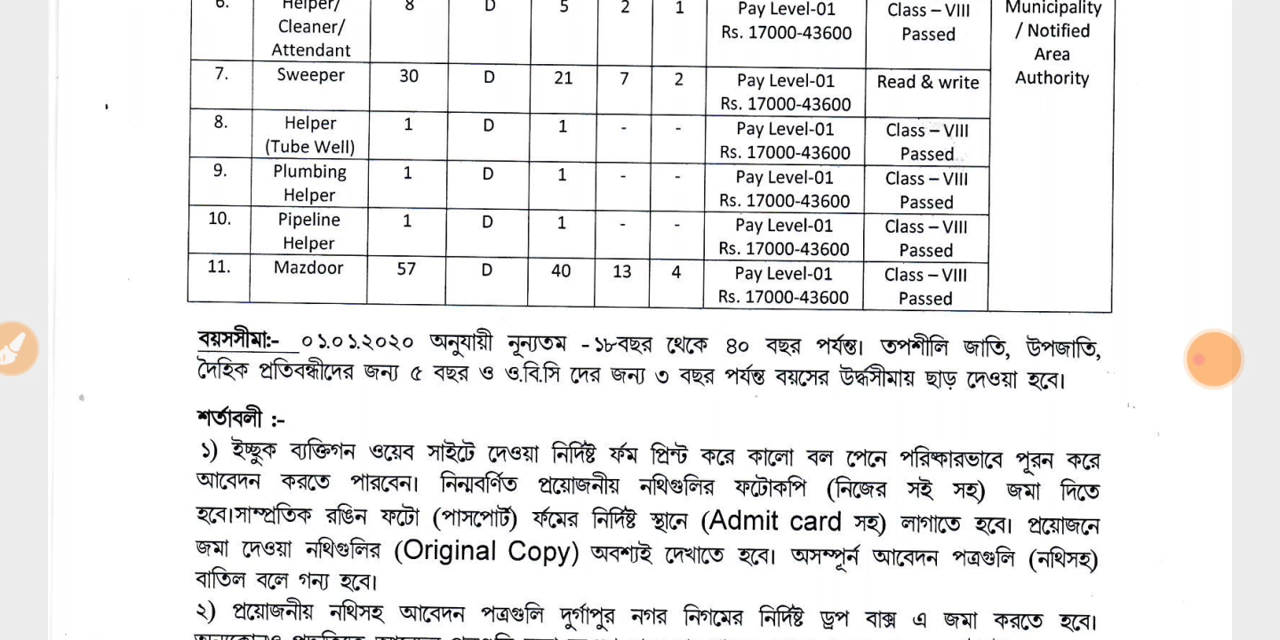 6. Helper/ 8 D 5 2 1 Pay Level-01 Class – VIII Municipality
Cleaner/ Rs. 17000-43600 Passed / Notified
Attendant Area
7. Sweeper 30 D 21 7 2 Pay Level-01 Read & write Authority
Rs. 17000-43600
8. Helper 1 D 1 - - Pay Level-01 Class – VIII
(Tube Well) Rs. 17000-43600 Passed
9. Plumbing 1 D 1 - - Pay Level-01 Class – VIII
Helper Rs. 17000-43600 Passed
10. Pipeline 1 D 1 - - Pay Level-01 Class – VIII
Helper Rs. 17000-43600 Passed
11. Mazdoor 57 D 40 13 4 Pay Level-01 Class – VIII
Rs. 17000-43600 Passed
বয়সসীমা:- ০১.০১.২০২০ অনুযায়ী নূন্যতম -১৮বছর থেকে ৪০ বছর পর্যন্ত। তপশীলি জাতি, উপজাতি,
দৈহিক প্রতিবন্ধীদের জন্য ৫ বছর ও ও.বি.সি দের জন্য ৩ বছর পর্যন্ত বয়সের উর্দ্ধসীমায় ছাড় দেওয়া হবে।
শর্তাবলী :-
১) ইচ্ছুক ব্যক্তিগন ওয়েব সাইটে দেওয়া নির্দিষ্ট ফর্ম প্রিন্ট করে কালো বল পেনে পরিষ্কারভাবে পূরন করে
আবেদন করতে পারবেন। নিন্মবর্ণিত প্রয়োজনীয় নথিগুলির ফটোকপি (নিজের সই সহ) জমা দিতে
হবে।সাম্প্রতিক রঙিন ফটো (পাসপোর্ট) ফর্মের নির্দিষ্ট স্থানে (Admit card সহ) লাগাতে হবে। প্রয়োজনে
জমা দেওয়া নথিগুলির (Original Copy) অবশ্যই দেখাতে হবে। অসম্পূর্ন আবেদন পত্রগুলি (নথিসহ)
বাতিল বলে গন্য হবে।
২) প্রয়োজনীয় নথিসহ আবেদন পত্রগুলি দুর্গাপুর নগর নিগমের নির্দিষ্ট ড্রপ বাক্স এ জমা করতে হবে।